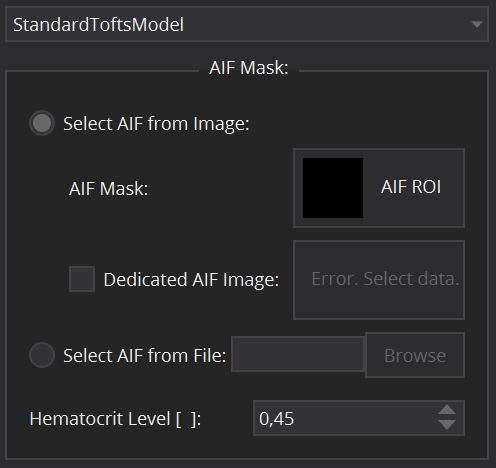 StandardToftsModel
AIF Mask:
Select AIF from Image:
AIF Mask:
AIF ROI
Dedicated AIF Image:
Error. Select data.
Select AIF from File:
Browse
Hematocrit Level [  ]:
0,45